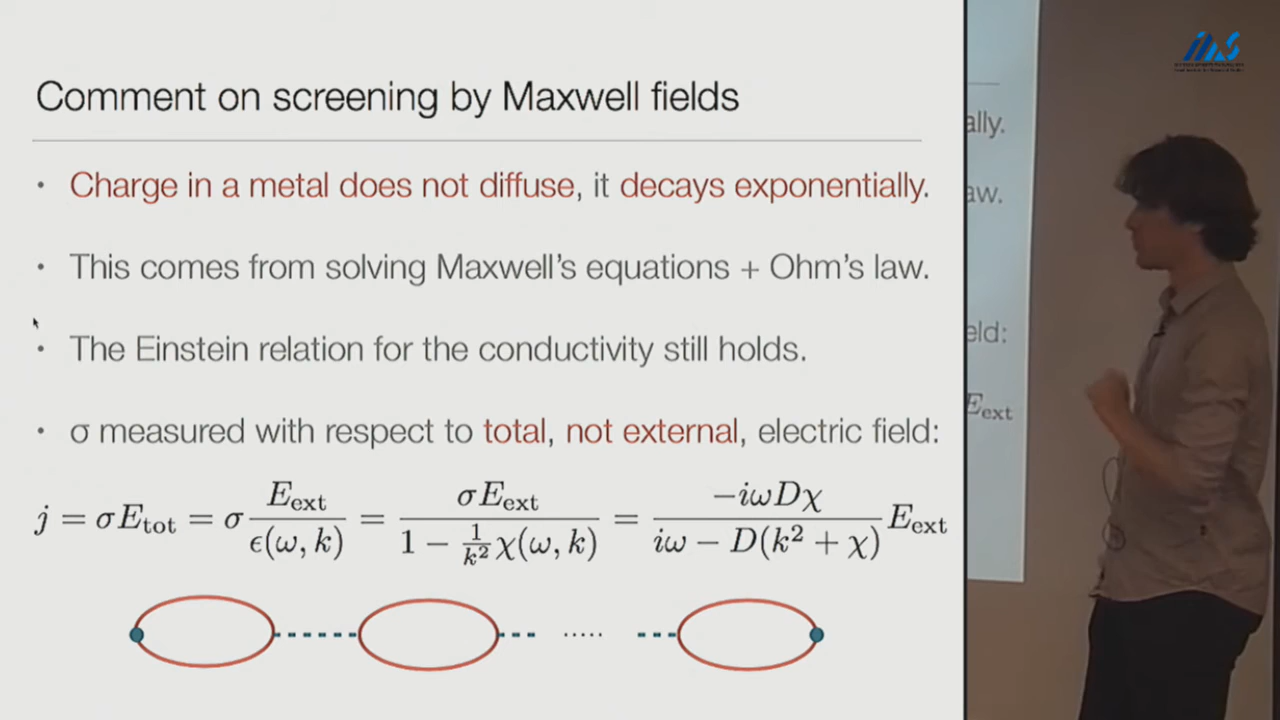 Comment on screening by Maxwell fields
• Charge in a metal does not diffuse, it decays exponentially.
• This comes from solving Maxwell's equations + Ohm's law.
• The Einstein relation for the conductivity still holds.
• σ measured with respect to total, not external, electric field:
j = σE_tot = σ E_ext / ϵ(ω, k) = σE_ext / (1 − (1/k²) χ(ω, k)) = −iωDχ / (iω − D(k² + χ)) E_ext
.....
ally.
aw.
eld:
E_ext